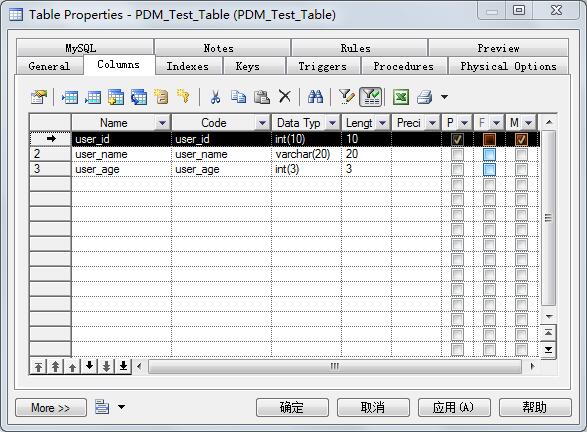 Table Properties - PDM_Test_Table (PDM_Test_Table)
MySQL Notes Rules Preview
General Columns Indexes Keys Triggers Procedures Physical Options
Name Code Data Typ Lengt Preci P F M
user_id user_id int(10) 10
2 user_name user_name varchar(20) 20
3 user_age user_age int(3) 3
More >> 确定 取消 应用(A) 帮助